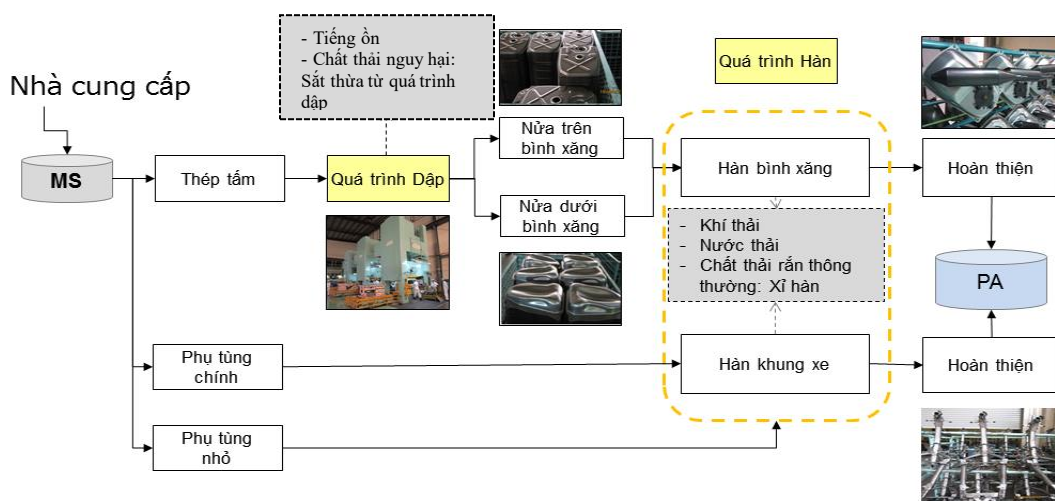 - Tiếng ồn
- Chất thải nguy hại:
Sắt thừa từ quá trình
dập
Quá trình Hàn
Nhà cung cấp
MS
Thép tấm
Quá trình Dập
Nửa trên
bình xăng
Nửa dưới
bình xăng
Hàn bình xăng
Hoàn thiện
- Khí thải
- Nước thải
- Chất thải rắn thông
thường: Xỉ hàn
PA
Phụ tùng
chính
Hàn khung xe
Hoàn thiện
Phụ tùng
nhỏ